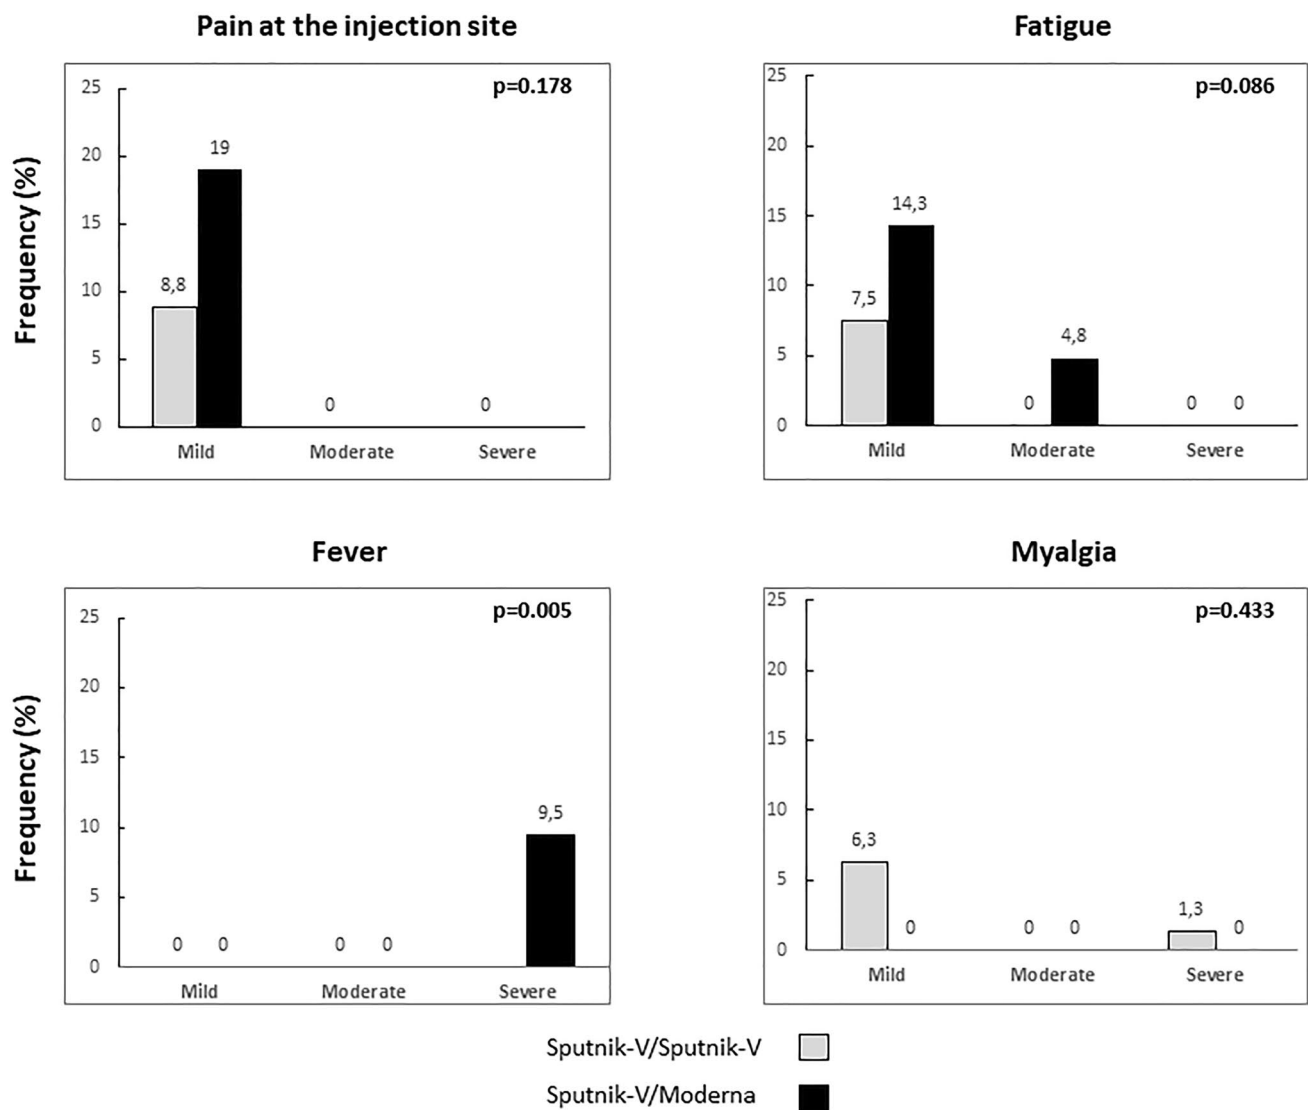 Pain at the injection site
Fatigue
p=0.178
25
20
15
10
5
0
Frequency (%)
8,8
19
0
0
Mild
Moderate
Severe
p=0.086
25
20
15
10
5
0
7,5
14,3
0
4,8
0
0
Mild
Moderate
Severe
Fever
Myalgia
p=0.005
25
20
15
10
5
0
Frequency (%)
0
0
0
0
9,5
Mild
Moderate
Severe
p=0.433
25
20
15
10
5
0
6,3
0
0
0
1,3
0
Mild
Moderate
Severe
Sputnik-V/Sputnik-V
Sputnik-V/Moderna